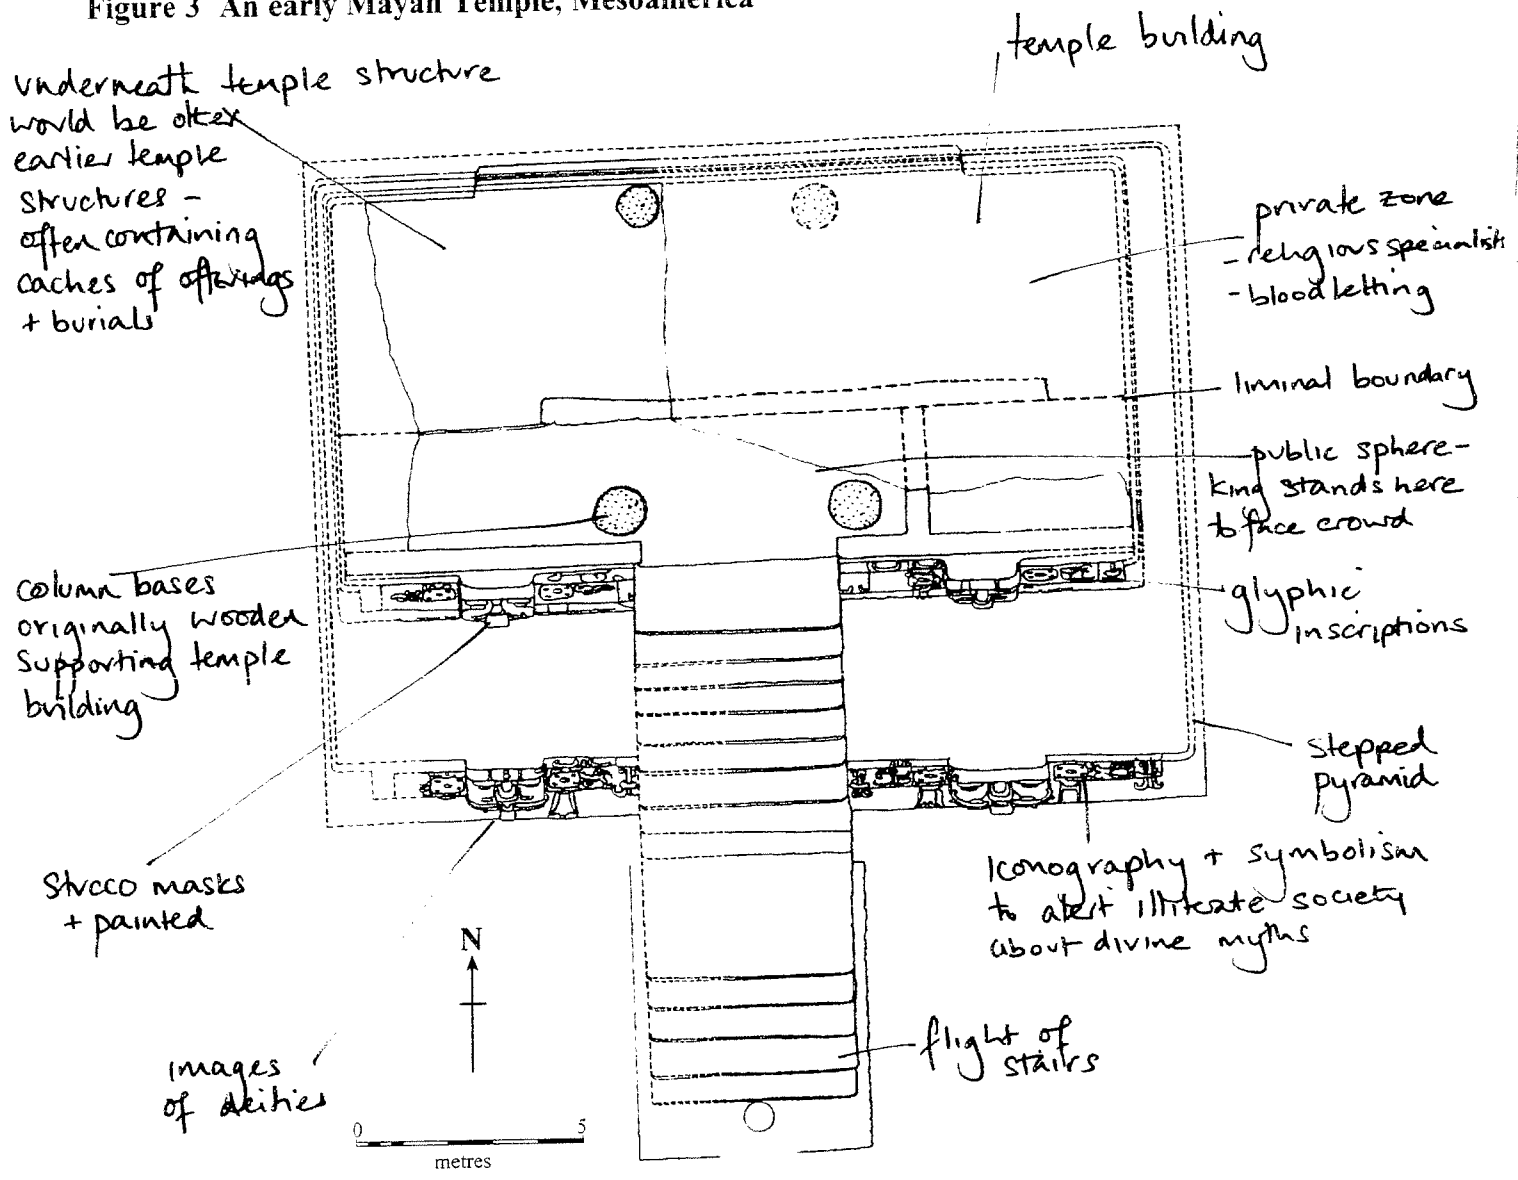 Figure 3 An early Mayan Temple, Mesoamerica
temple building
underneath temple structure
would be other
earlier temple
structures -
often containing
caches of offerings
+ burials
private zone
- religious specialists
- bloodletting
liminal boundary
public sphere-
king stands here
to face crowd
column bases
originally wooden
supporting temple
building
glyphic
inscriptions
stepped
pyramid
Stucco masks
+ painted
Iconography + symbolism
to alert illiterate society
about divine myths
N
images
of deities
flight of
stairs
0 5
metres